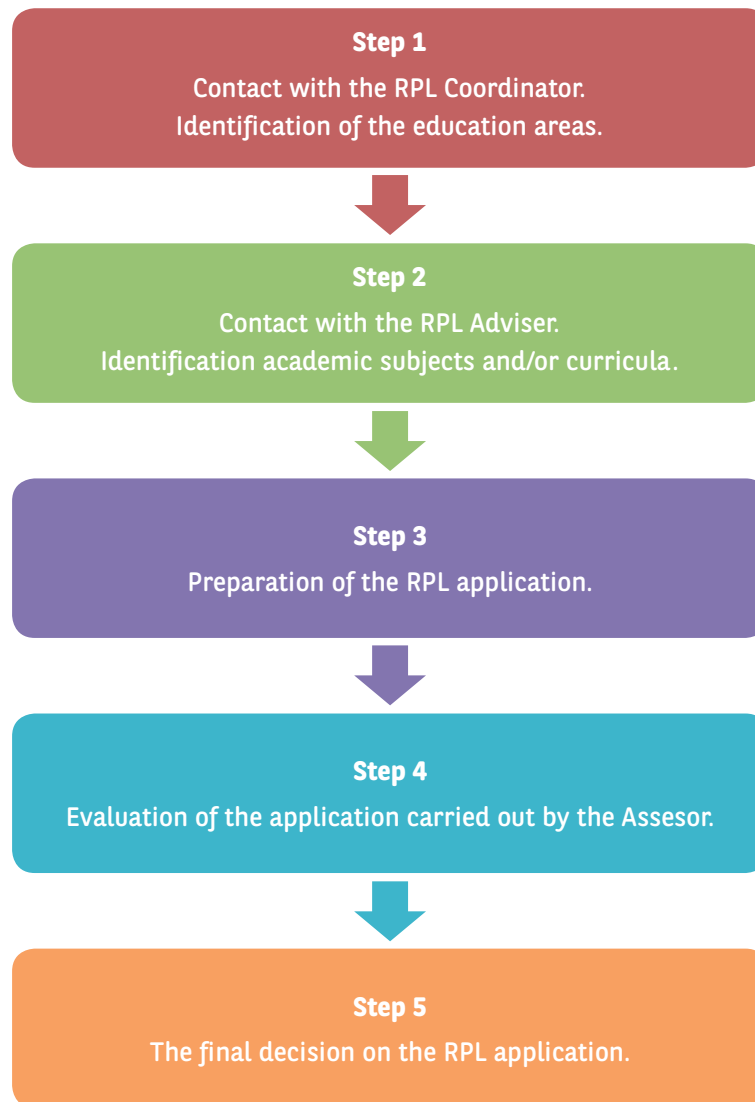 Step 1
Contact with the RPL Coordinator.
Identification of the education areas.
Step 2
Contact with the RPL Adviser.
Identification academic subjects and/or curricula.
Step 3
Preparation of the RPL application.
Step 4
Evaluation of the application carried out by the Assesor.
Step 5
The final decision on the RPL application.